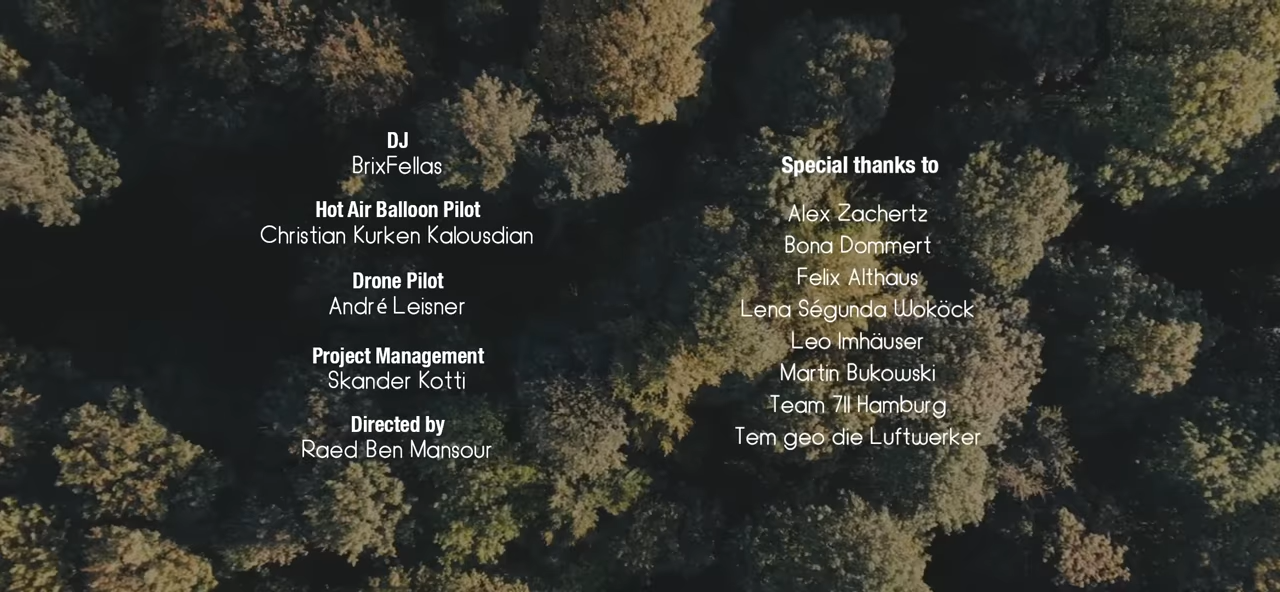 DJ
BrixFellas
Hot Air Balloon Pilot
Christian Kurken Kalousdian
Drone Pilot
André Leisner
Project Management
Skander Kotti
Directed by
Raed Ben Mansour
Special thanks to
Alex Zachertz
Bona Dommert
Felix Althaus
Lena Ségunda Woköck
Leo Imhäuser
Martin Bukowski
Team 711 Hamburg
Tem geo die Luftwerker